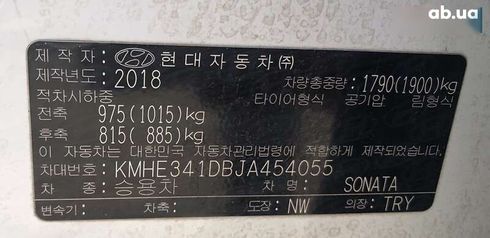 ab.ua
제작자: HYUNDAI 현대자동차㈜
제작년도: 2018 차량총중량: 1790(1900)kg
적차시하중 타이어형식 공기압 림형식
전축 975(1015)kg
후축 815( 885)kg
이 자동차는 대한민국 자동차관리법령에 적합하게 제작되었습니다.
차대번호: KMHE341DBJA454055
차종: 승용차 차명: SONATA
변속기: 차축: 도장: NW 의장: TRY